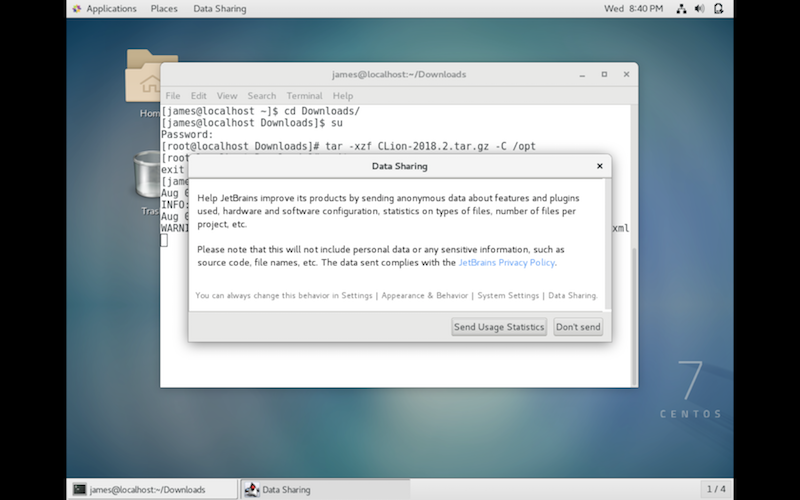 Applications Places Data Sharing Wed 8:40 PM
james@localhost:~/Downloads
File Edit View Search Terminal Help
[james@localhost ~]$ cd Downloads/
[james@localhost Downloads]$ su
Password:
[root@localhost Downloads]# tar -xzf CLion-2018.2.tar.gz -C /opt
[roo
exit
[jame
Aug 0
INFO:
Aug 0
WARNI xml
Home
Tras
Data Sharing
Help JetBrains improve its products by sending anonymous data about features and plugins
used, hardware and software configuration, statistics on types of files, number of files per
project, etc.
Please note that this will not include personal data or any sensitive information, such as
source code, file names, etc. The data sent complies with the JetBrains Privacy Policy.
You can always change this behavior in Settings | Appearance & Behavior | System Settings | Data Sharing.
Send Usage Statistics Don't send
7
CENTOS
james@localhost:~/Downloads Data Sharing 1 / 4